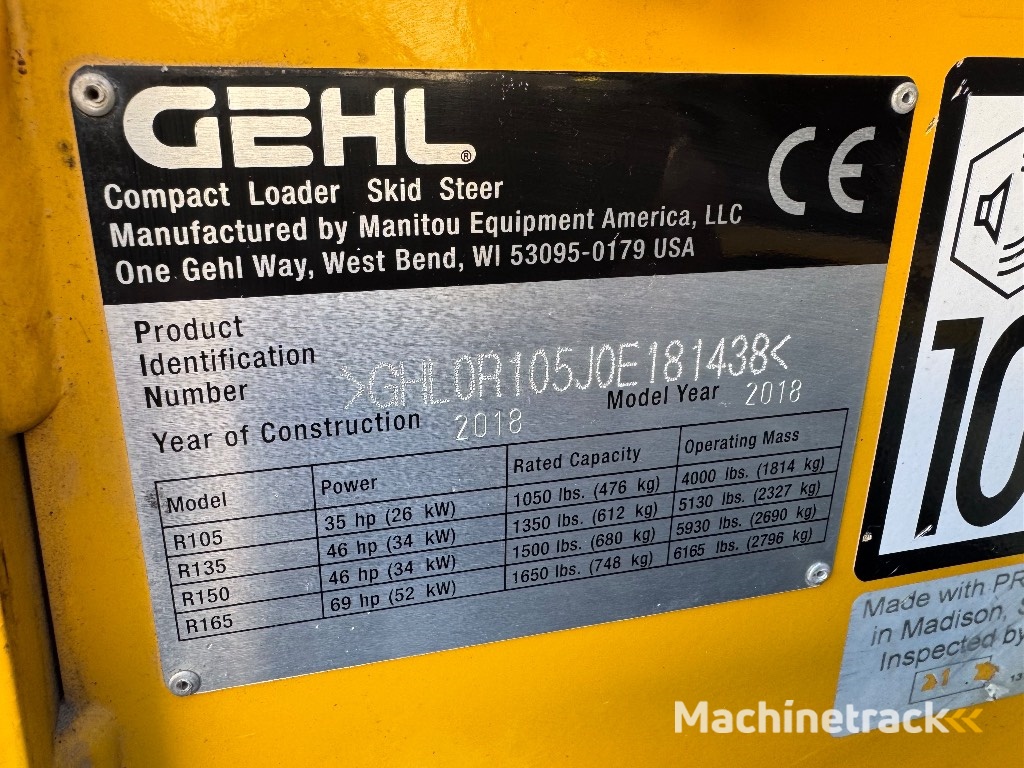 GEHL®
CE
Compact Loader Skid Steer
Manufactured by Manitou Equipment America, LLC
One Gehl Way, West Bend, WI 53095-0179 USA
Product
Identification
Number >GHL0R105J0E181438<
Year of Construction 2018 Model Year 2018
Model Power Rated Capacity Operating Mass
R105 35 hp (26 kW) 1050 lbs. (476 kg) 4000 lbs. (1814 kg)
R135 46 hp (34 kW) 1350 lbs. (612 kg) 5130 lbs. (2327 kg)
R150 46 hp (34 kW) 1500 lbs. (680 kg) 5930 lbs. (2690 kg)
R165 69 hp (52 kW) 1650 lbs. (748 kg) 6165 lbs. (2796 kg)
10
Made with PR
in Madison, S
Inspected by
13
Machinetrack